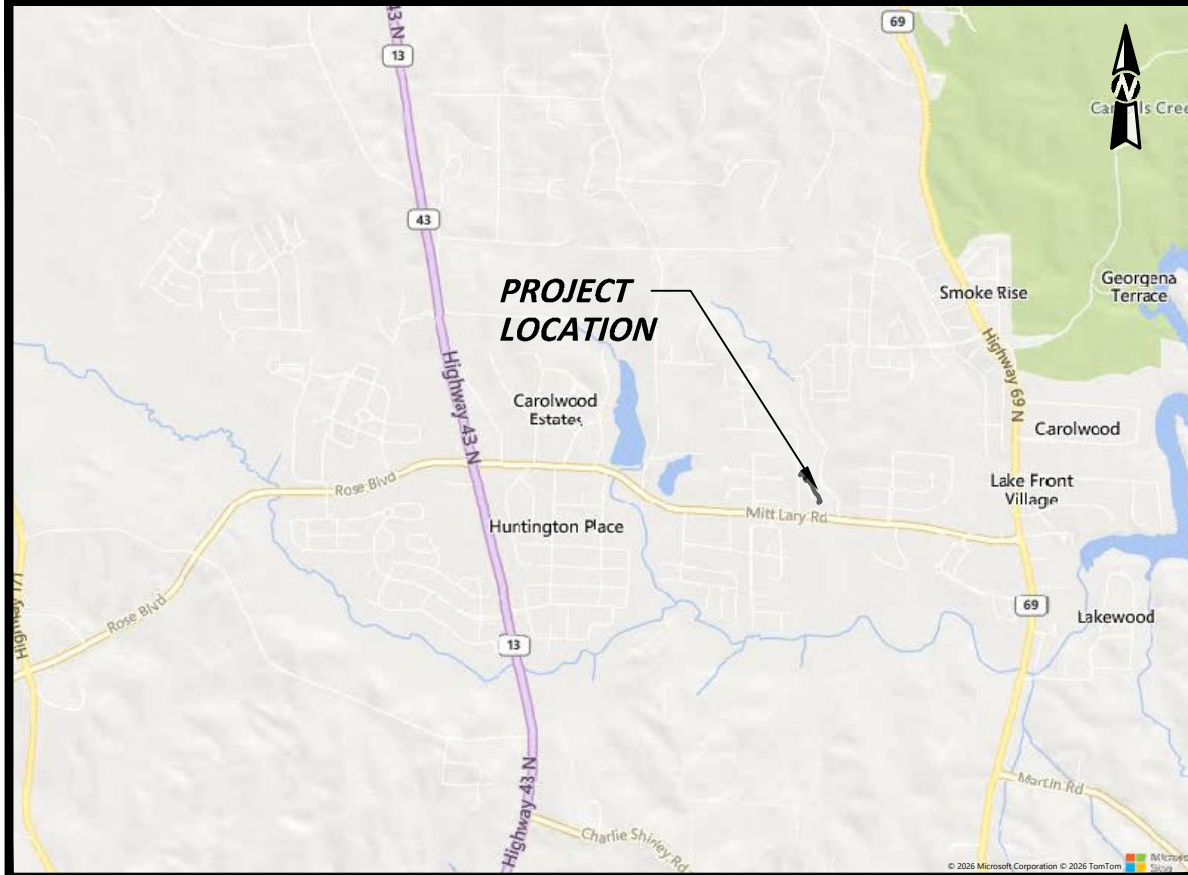 43 N
13
69
N
43
PROJECT
LOCATION
Smoke Rise
Georgena
Terrace
Highway 43 N
Highway 69 N
Carolwood
Estates
Carolwood
Rose Blvd
Lake Front
Village
Mitt Lary Rd
Huntington Place
Rose Blvd
69
Lakewood
13
Highway 43 N
Martin Rd
Charlie Shirley Rd
© 2026 Microsoft Corporation © 2026 TomTom